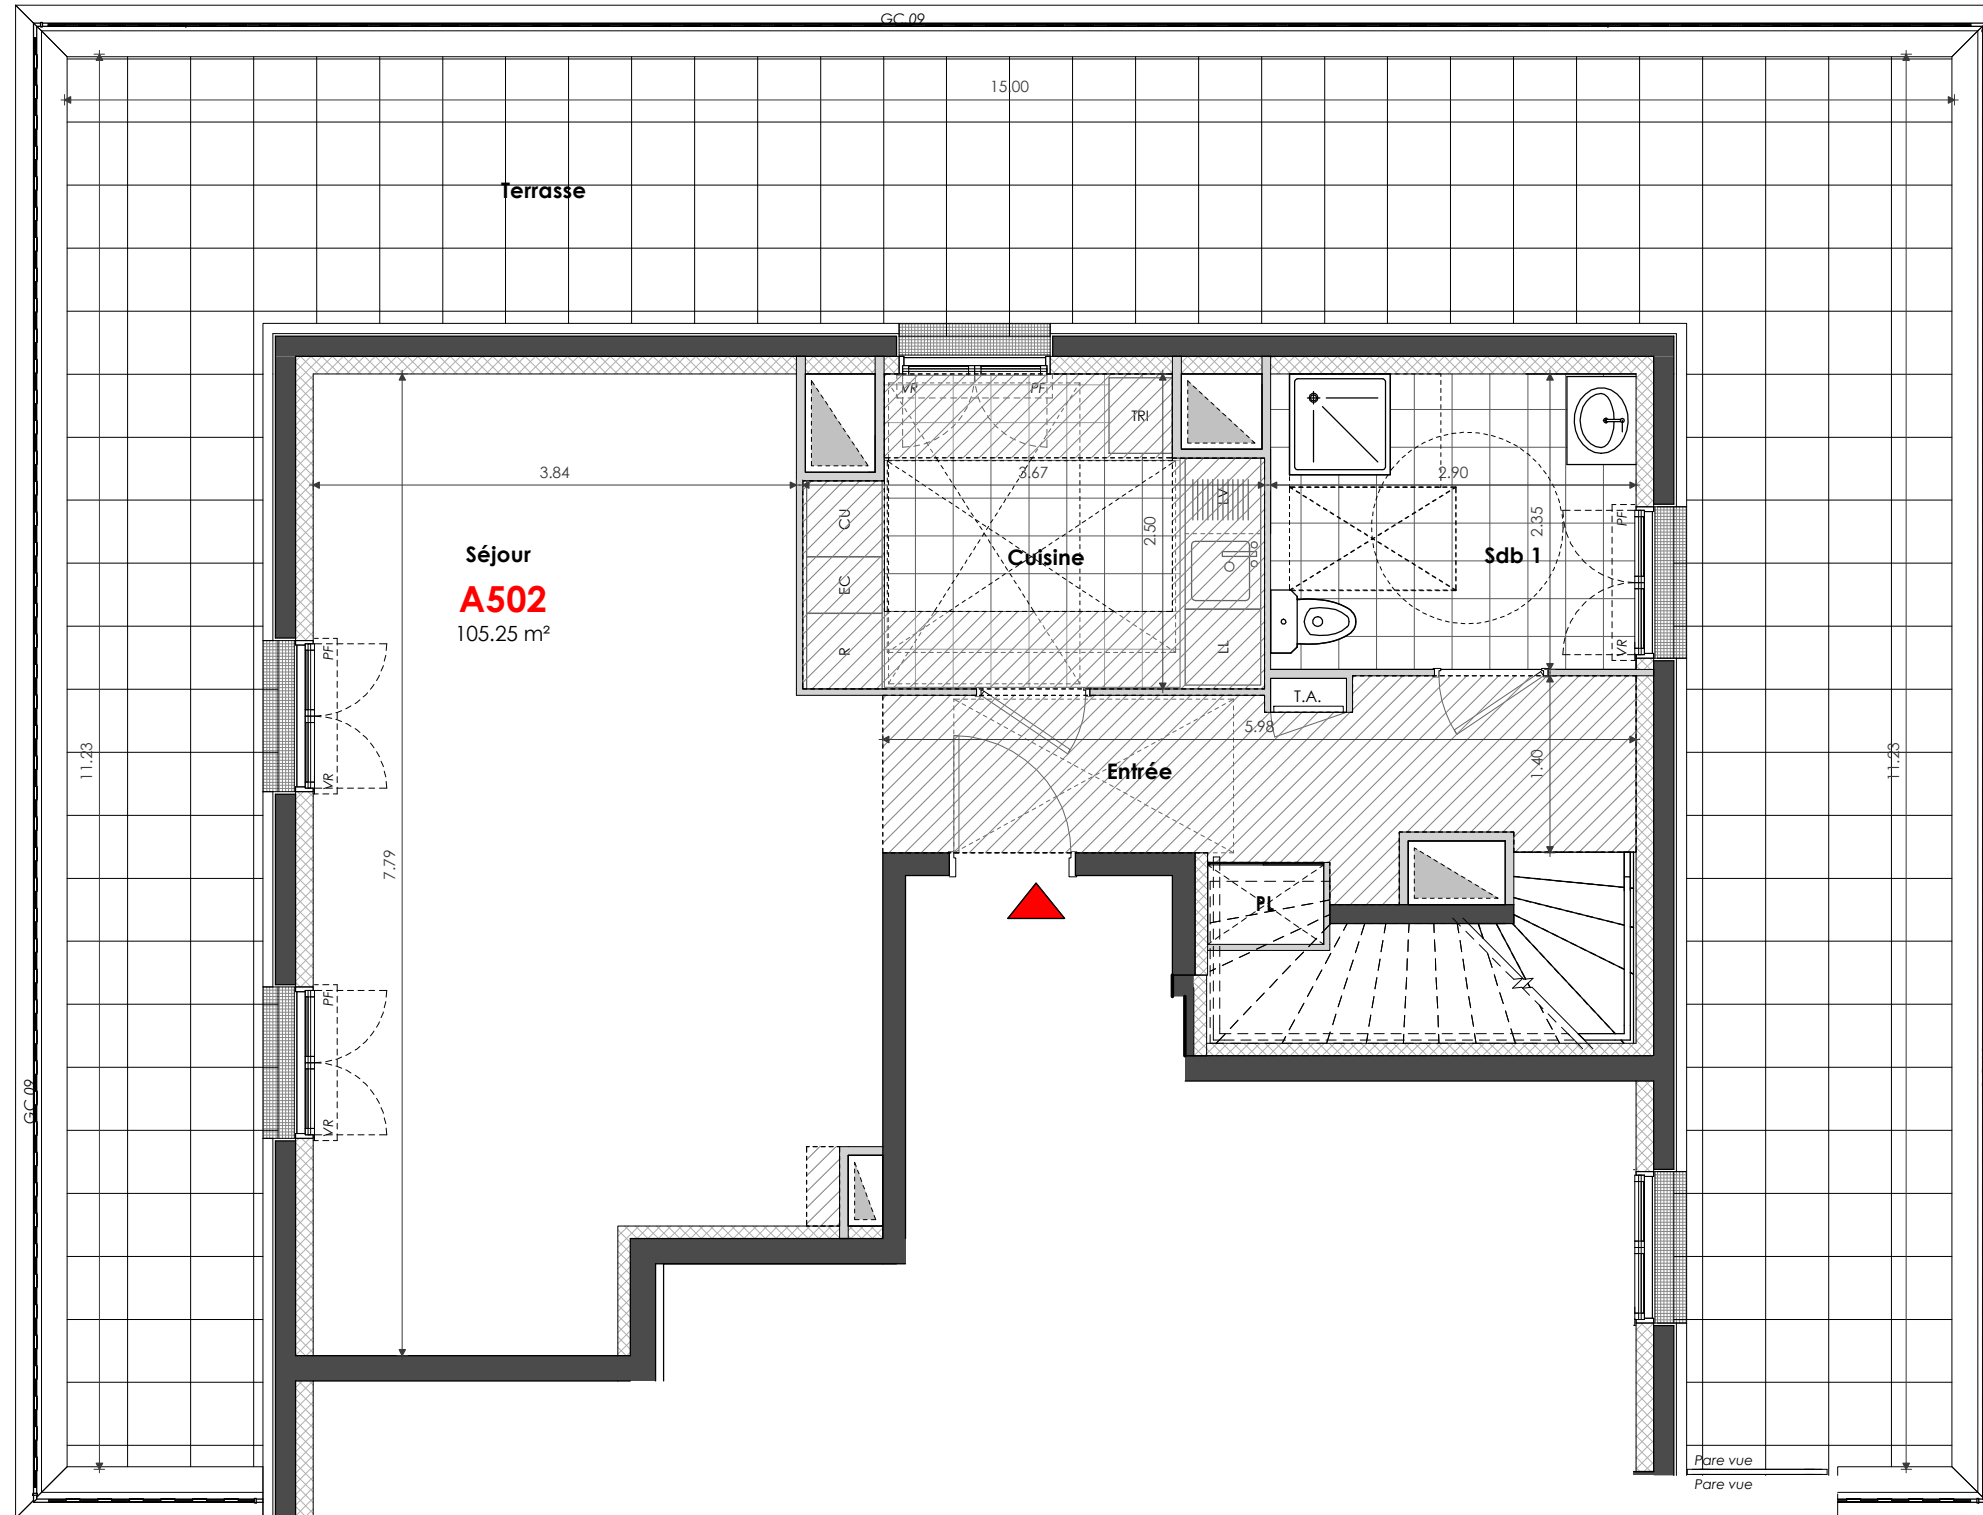 GC 09
15.00
Terrasse
VR
PF
TRI
3.84
3.67
2.90
CU
LV
2.50
2.35
PF
Séjour
Cuisine
Sdb 1
EC
A502
105.25 m²
R
LL
VR
PF
T.A.
5.98
11.23
VR
Entrée
1.40
11.23
7.79
PL
PF
GC 09
VR
Pare vue
Pare vue